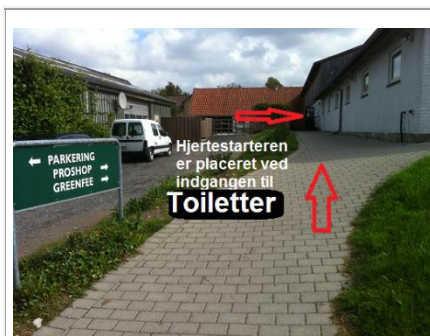 ← PARKERING
PROSHOP →
GREENFEE →
Hjertestarteren
er placeret ved
indgangen til
Toiletter